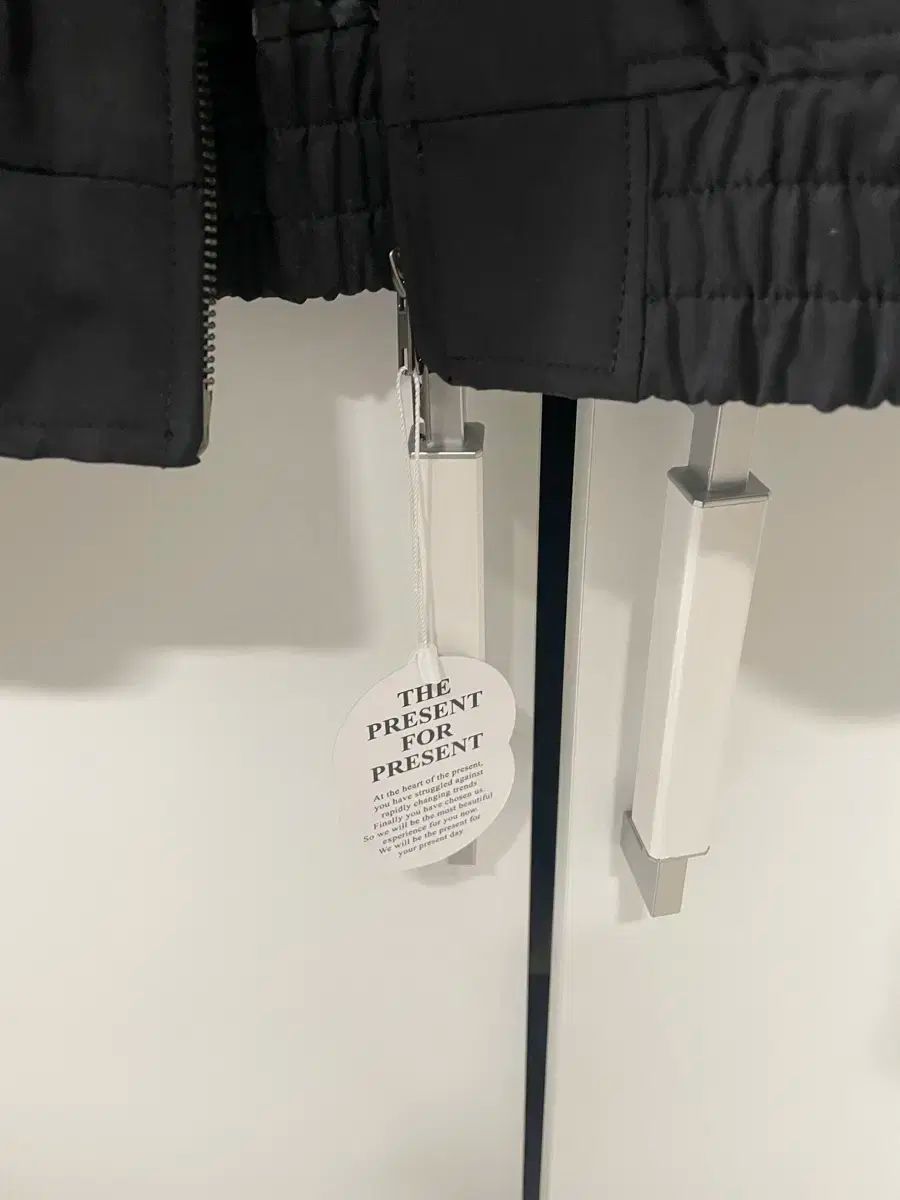 THE
PRESENT
FOR
PRESENT
At the heart of the present,
you have struggled against
rapidly changing trends
Finally you have chosen us.
So we will be the most beautiful
experience for you now.
We will be the present for
your present day.